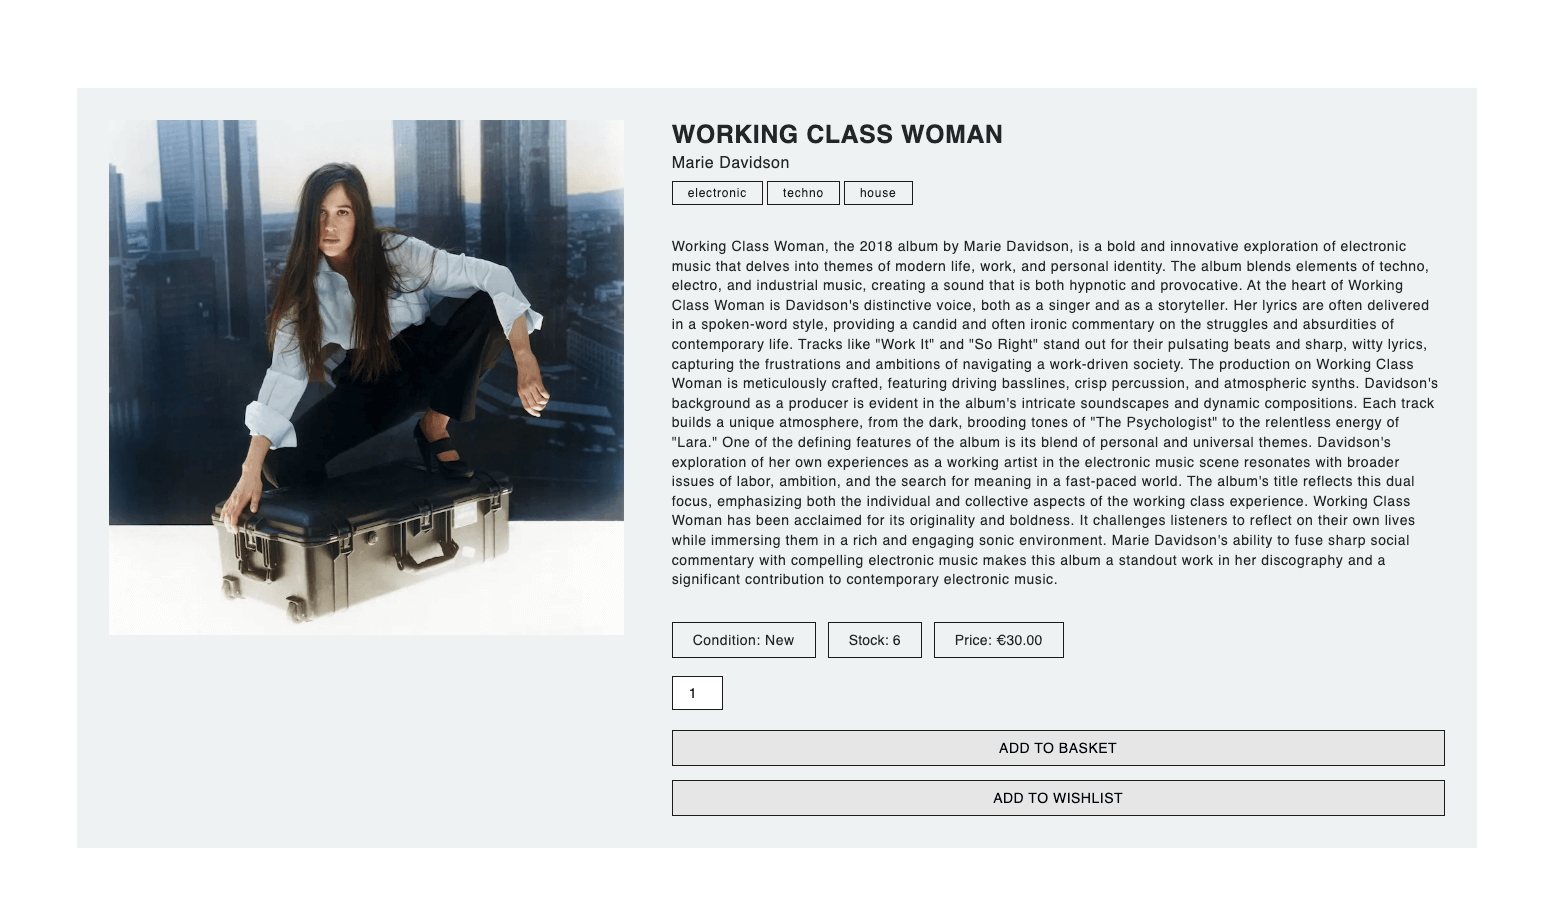 WORKING CLASS WOMAN
Marie Davidson
electronic techno house
Working Class Woman, the 2018 album by Marie Davidson, is a bold and innovative exploration of electronic
music that delves into themes of modern life, work, and personal identity. The album blends elements of techno,
electro, and industrial music, creating a sound that is both hypnotic and provocative. At the heart of Working
Class Woman is Davidson's distinctive voice, both as a singer and as a storyteller. Her lyrics are often delivered
in a spoken-word style, providing a candid and often ironic commentary on the struggles and absurdities of
contemporary life. Tracks like "Work It" and "So Right" stand out for their pulsating beats and sharp, witty lyrics,
capturing the frustrations and ambitions of navigating a work-driven society. The production on Working Class
Woman is meticulously crafted, featuring driving basslines, crisp percussion, and atmospheric synths. Davidson's
background as a producer is evident in the album's intricate soundscapes and dynamic compositions. Each track
builds a unique atmosphere, from the dark, brooding tones of "The Psychologist" to the relentless energy of
"Lara." One of the defining features of the album is its blend of personal and universal themes. Davidson's
exploration of her own experiences as a working artist in the electronic music scene resonates with broader
issues of labor, ambition, and the search for meaning in a fast-paced world. The album's title reflects this dual
focus, emphasizing both the individual and collective aspects of the working class experience. Working Class
Woman has been acclaimed for its originality and boldness. It challenges listeners to reflect on their own lives
while immersing them in a rich and engaging sonic environment. Marie Davidson's ability to fuse sharp social
commentary with compelling electronic music makes this album a standout work in her discography and a
significant contribution to contemporary electronic music.
Condition: New Stock: 6 Price: €30.00
1
ADD TO BASKET
ADD TO WISHLIST